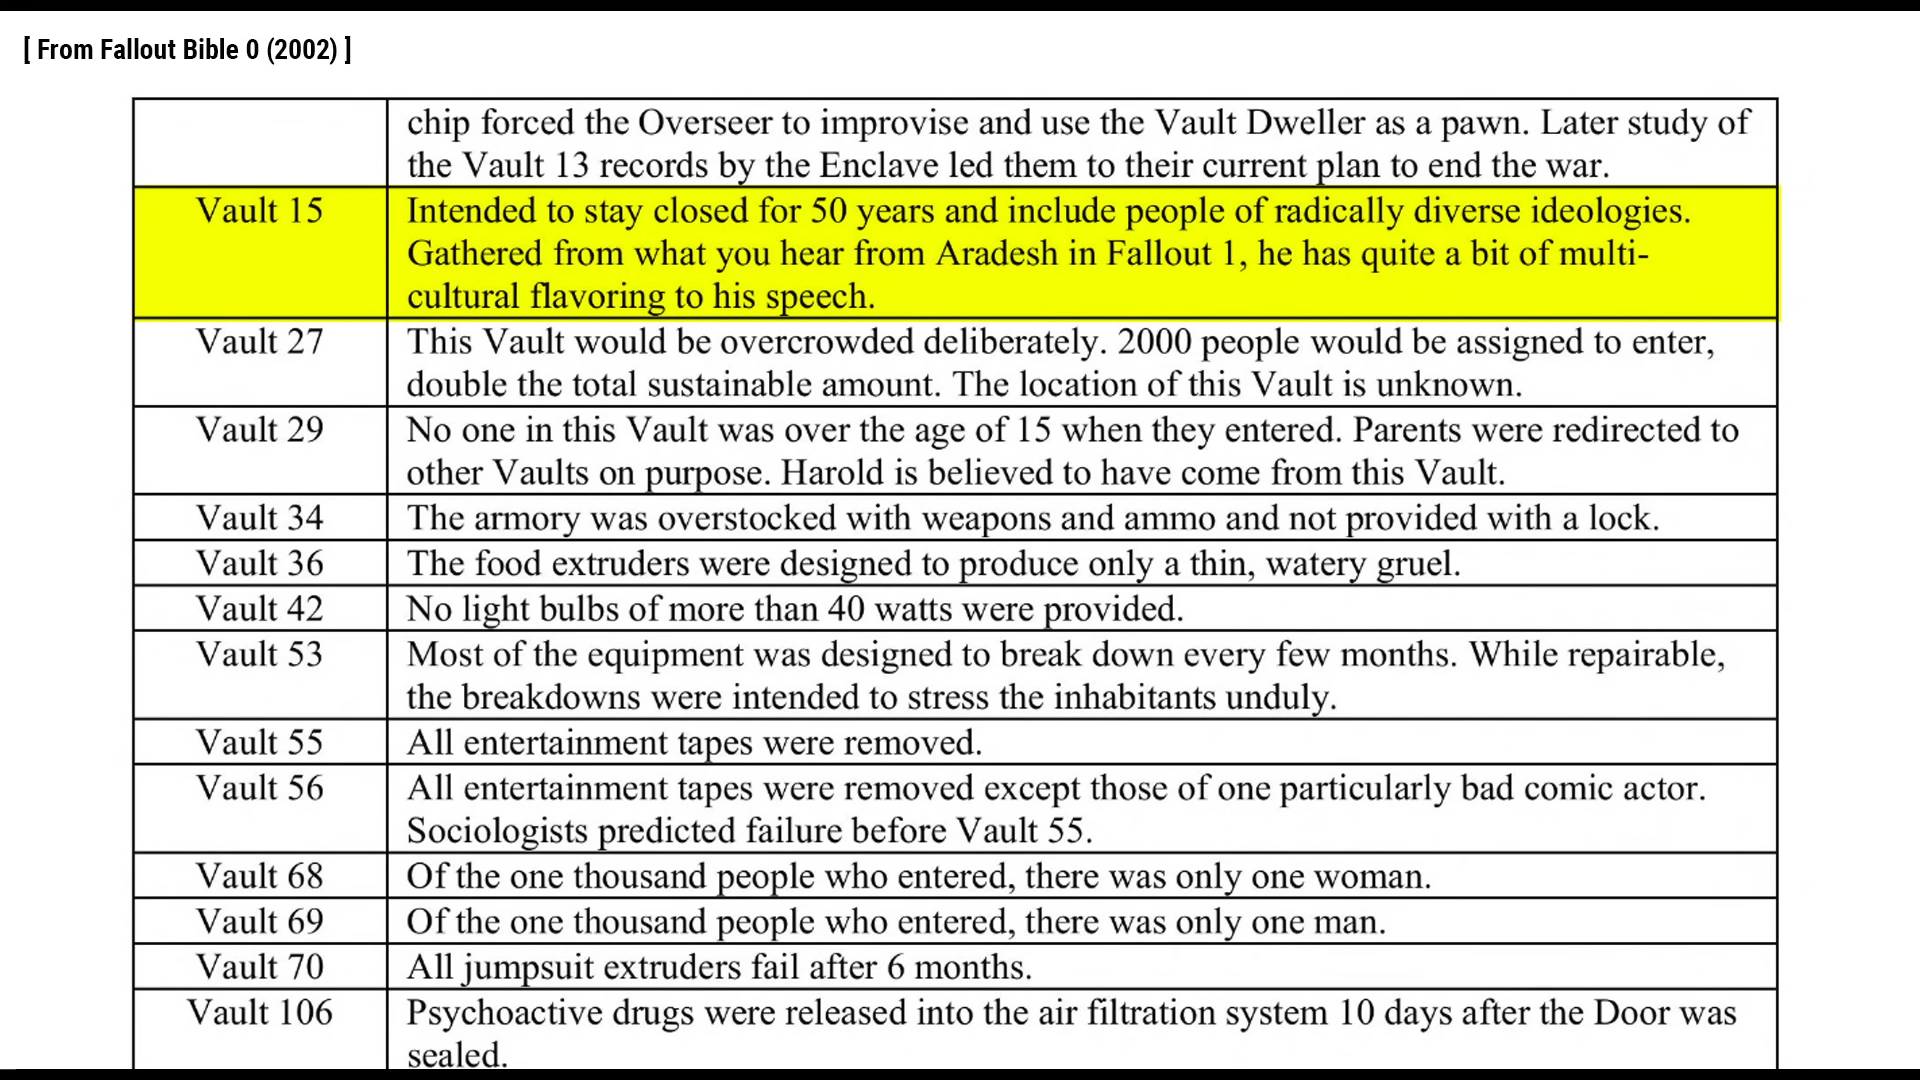 [ From Fallout Bible 0 (2002) ]
chip forced the Overseer to improvise and use the Vault Dweller as a pawn. Later study of
the Vault 13 records by the Enclave led them to their current plan to end the war.
Vault 15 Intended to stay closed for 50 years and include people of radically diverse ideologies.
Gathered from what you hear from Aradesh in Fallout 1, he has quite a bit of multi-
cultural flavoring to his speech.
Vault 27 This Vault would be overcrowded deliberately. 2000 people would be assigned to enter,
double the total sustainable amount. The location of this Vault is unknown.
Vault 29 No one in this Vault was over the age of 15 when they entered. Parents were redirected to
other Vaults on purpose. Harold is believed to have come from this Vault.
Vault 34 The armory was overstocked with weapons and ammo and not provided with a lock.
Vault 36 The food extruders were designed to produce only a thin, watery gruel.
Vault 42 No light bulbs of more than 40 watts were provided.
Vault 53 Most of the equipment was designed to break down every few months. While repairable,
the breakdowns were intended to stress the inhabitants unduly.
Vault 55 All entertainment tapes were removed.
Vault 56 All entertainment tapes were removed except those of one particularly bad comic actor.
Sociologists predicted failure before Vault 55.
Vault 68 Of the one thousand people who entered, there was only one woman.
Vault 69 Of the one thousand people who entered, there was only one man.
Vault 70 All jumpsuit extruders fail after 6 months.
Vault 106 Psychoactive drugs were released into the air filtration system 10 days after the Door was
sealed.